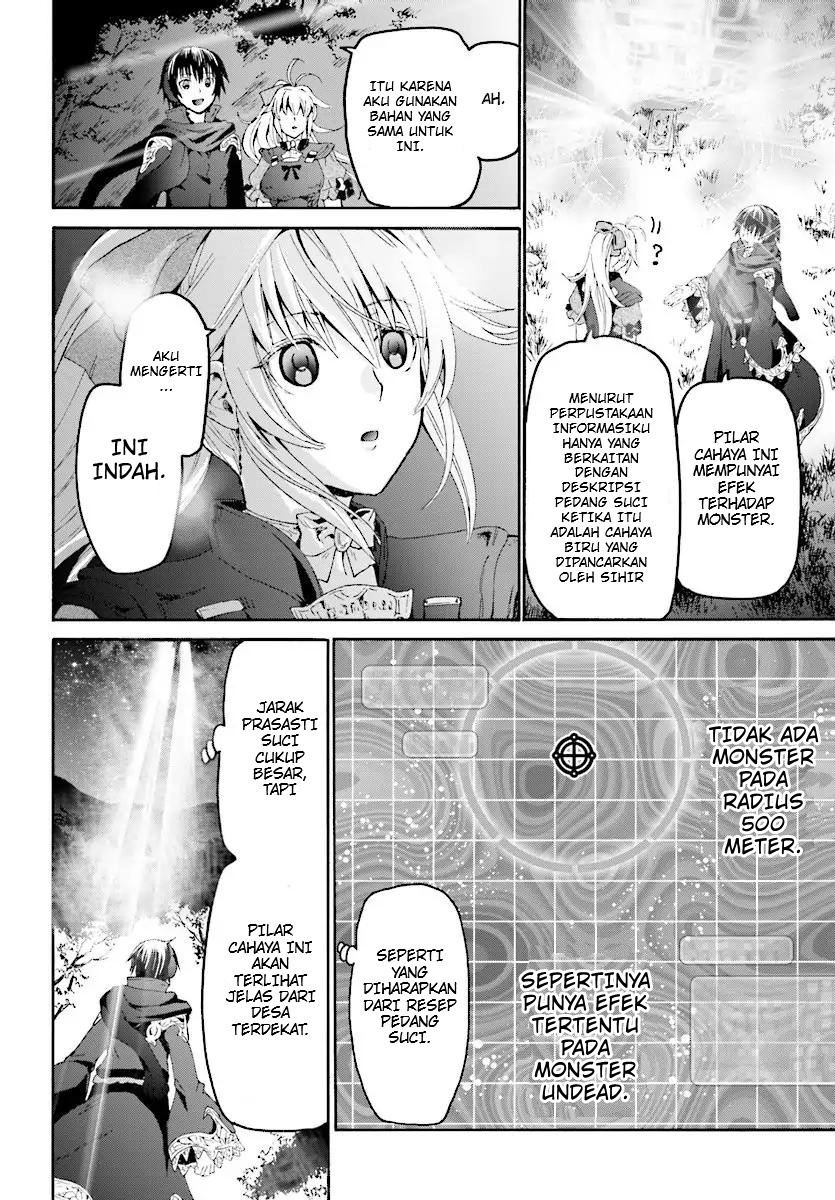 PILAR
CAHAYA INI
MEMPUNYAI
EFEK
TERHADAP
MONSTER.
?
MENURUT
PERPUSTAKAAN
INFORMASIKU
HANYA YANG
BERKAITAN
DENGAN
DESKRIPSI
PEDANG SUCI
KETIKA ITU
ADALAH CAHAYA
BIRU YANG
DIPANCARKAN
OLEH SIHIR
AH.
ITU KARENA
AKU GUNAKAN
BAHAN YANG
SAMA UNTUK
INI.
AKU
MENGERTI
...
INI
INDAH.
TIDAK ADA
MONSTER
PADA
RADIUS
500
METER.
SEPERTINYA
PUNYA EFEK
TERTENTU
PADA
MONSTER
UNDEAD.
SEPERTI
YANG
DIHARAPKAN
DARI RESEP
PEDANG
SUCI.
JARAK
PRASASTI
SUCI
CUKUP
BESAR,
TAPI
PILAR
CAHAYA INI
AKAN
TERLIHAT
JELAS DARI
DESA
TERDEKAT.